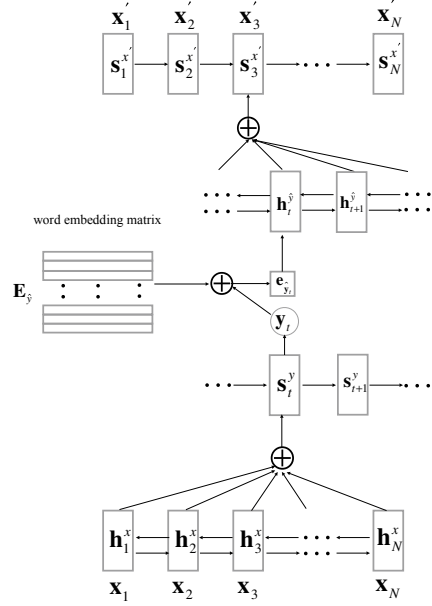 x'_1 x'_2 x'_3 x'_N
s^{x'}_1 s^{x'}_2 s^{x'}_3 ... s^{x'}_N
... h^{ŷ}_t h^{ŷ}_{t+1} ...
word embedding matrix
E_ŷ
e_{ŷ_t}
y_t
... s^y_t s^y_{t+1} ...
h^x_1 h^x_2 h^x_3 ... h^x_N
x_1 x_2 x_3 x_N